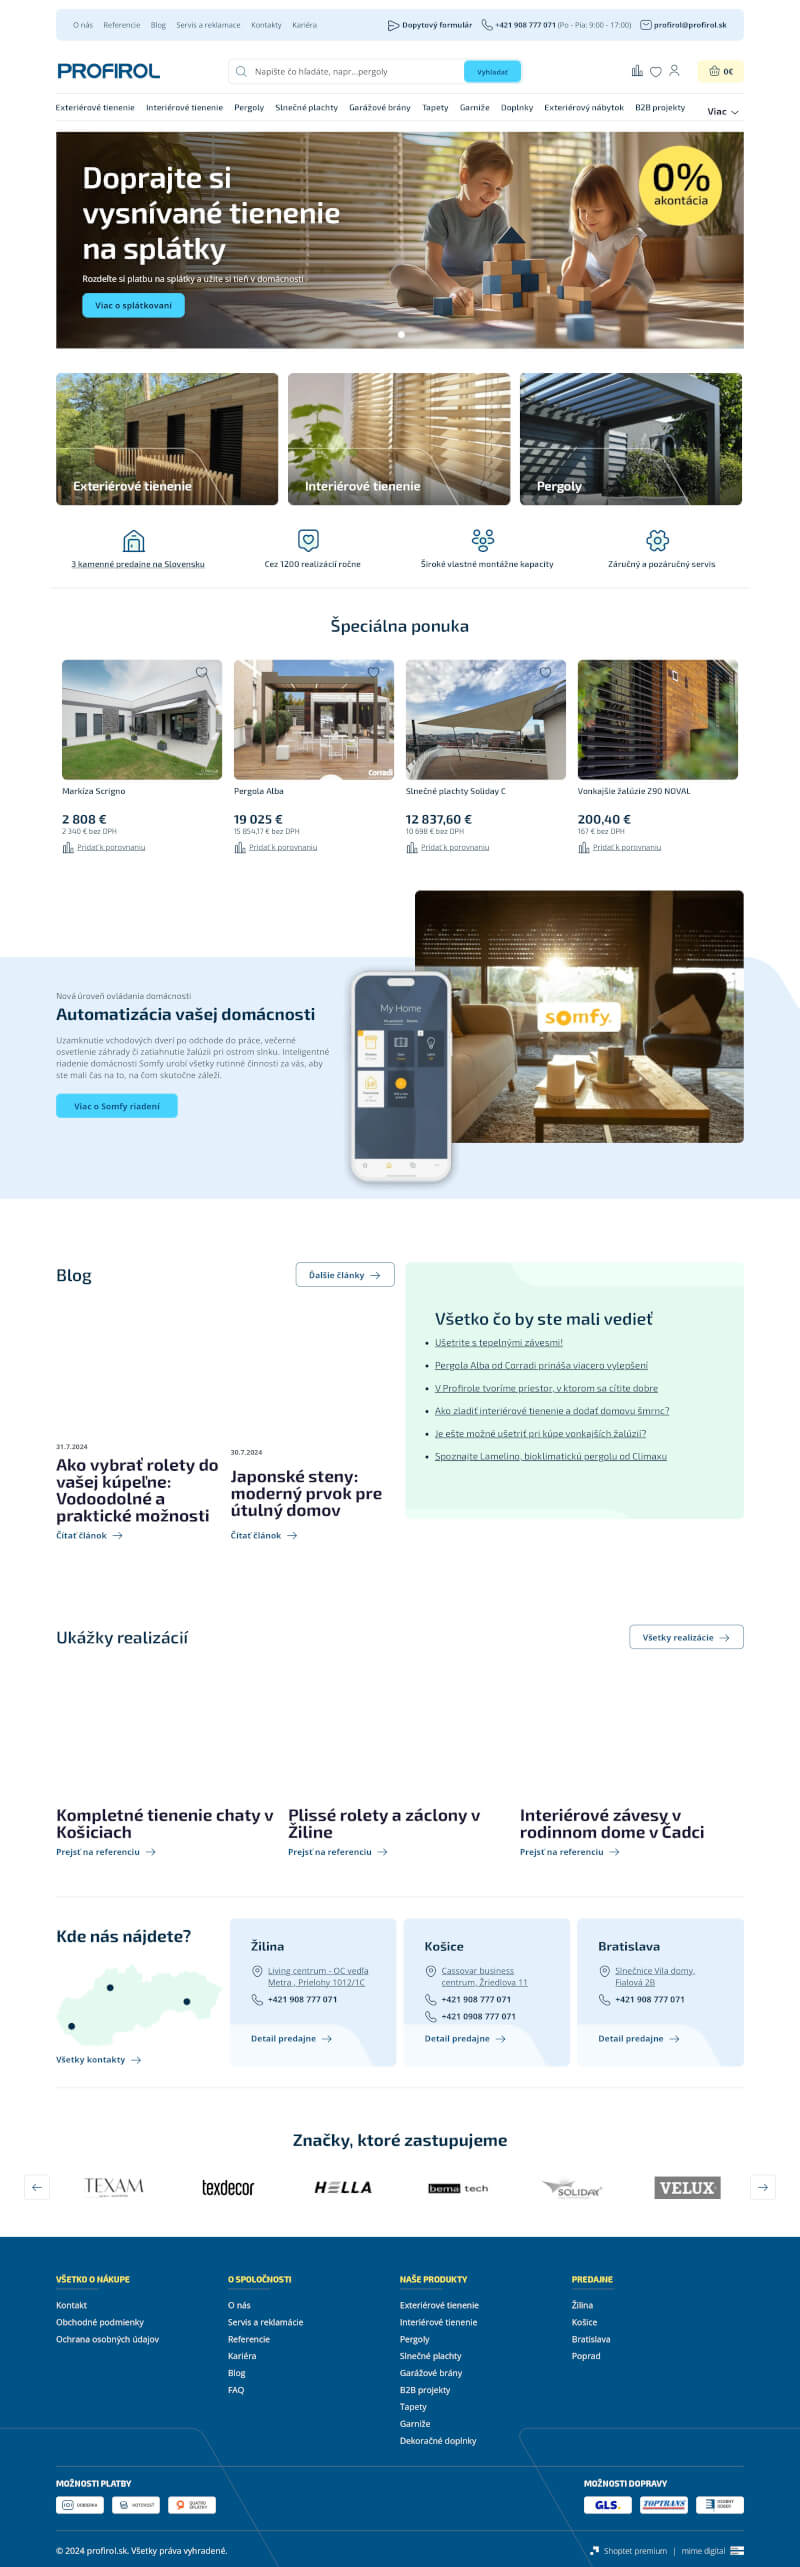 O nás Referencie Blog Servis a reklamace Kontakty Kariéra
Dopytový formulár +421 908 777 071 (Po - Pia: 9:00 - 17:00) profirol@profirol.sk
PROFIROL
Napíšte čo hľadáte, napr...pergoly
Vyhľadať
0€
Exteriérové tienenie Interiérové tienenie Pergoly Slnečné plachty Garážové brány Tapety Garniže Doplnky Exteriérový nábytok B2B projekty
Viac
Doprajte si
vysnívané tienenie
na splátky
Rozdeľte si platbu na splátky a užite si tieň v domácnosti
Viac o splátkovaní
0%
akontácia
Exteriérové tienenie
Interiérové tienenie
Pergoly
3 kamenné predajne na Slovensku
Cez 1200 realizácií ročne
Široké vlastné montážne kapacity
Záručný a pozáručný servis
Špeciálna ponuka
Corradi
Markíza Scrigno
Pergola Alba
Slnečné plachty Soliday C
Vonkajšie žalúzie Z90 NOVAL
2 808 €
19 025 €
12 837,60 €
200,40 €
2 340 € bez DPH
15 854,17 € bez DPH
10 698 € bez DPH
167 € bez DPH
Pridať k porovnaniu
Pridať k porovnaniu
Pridať k porovnaniu
Pridať k porovnaniu
Nová úroveň ovládania domácnosti
Automatizácia vašej domácnosti
Uzamknutie vchodových dverí po odchode do práce, večerné
osvetlenie záhrady či zatiahnutie žalúzií pri ostrom slnku. Inteligentné
riadenie domácnosti Somfy urobí všetky rutinné činnosti za vás, aby
ste mali čas na to, na čom skutočne záleží.
Viac o Somfy riadení
My Home
somfy.
Blog
Ďalšie články
31.7.2024
Ako vybrať rolety do
vašej kúpeľne:
Vodoodolné a
praktické možnosti
Čítať článok
30.7.2024
Japonské steny:
moderný prvok pre
útulný domov
Čítať článok
Všetko čo by ste mali vedieť
Ušetrite s tepelnými závesmi!
Pergola Alba od Corradi prináša viacero vylepšení
V Profirole tvoríme priestor, v ktorom sa cítite dobre
Ako zladiť interiérové tienenie a dodať domovu šmrnc?
Je ešte možné ušetriť pri kúpe vonkajších žalúzií?
Spoznajte Lamelino, bioklimatickú pergolu od Climaxu
Ukážky realizácií
Všetky realizácie
Kompletné tienenie chaty v
Košiciach
Prejsť na referenciu
Plissé rolety a záclony v
Žiline
Prejsť na referenciu
Interiérové závesy v
rodinnom dome v Čadci
Prejsť na referenciu
Kde nás nájdete?
Všetky kontakty
Žilina
Living centrum - OC vedľa
Metra , Prielohy 1012/1C
+421 908 777 071
Detail predajne
Košice
Cassovar business
centrum, Žriedlova 11
+421 908 777 071
+421 0908 777 071
Detail predajne
Bratislava
Slnečnice Vila domy,
Fialová 2B
+421 908 777 071
Detail predajne
Značky, ktoré zastupujeme
TEXAM
texdecor
HELLA
bema tech
SOLIDAY
VELUX
VŠETKO O NÁKUPE
Kontakt
Obchodné podmienky
Ochrana osobných údajov
O SPOLOČNOSTI
O nás
Servis a reklamácie
Referencie
Kariéra
Blog
FAQ
NAŠE PRODUKTY
Exteriérové tienenie
Interiérové tienenie
Pergoly
Slnečné plachty
Garážové brány
B2B projekty
Tapety
Garniže
Dekoračné doplnky
PREDAJNE
Žilina
Košice
Bratislava
Poprad
MOŽNOSTI PLATBY
DOBIERKA
HOTOVOSŤ
QUATRO
SPLÁTKY
MOŽNOSTI DOPRAVY
GLS.
TOPTRANS
OSOBNÝ
ODBER
© 2024 profirol.sk. Všetky práva vyhradené.
Shoptet premium | mime digital